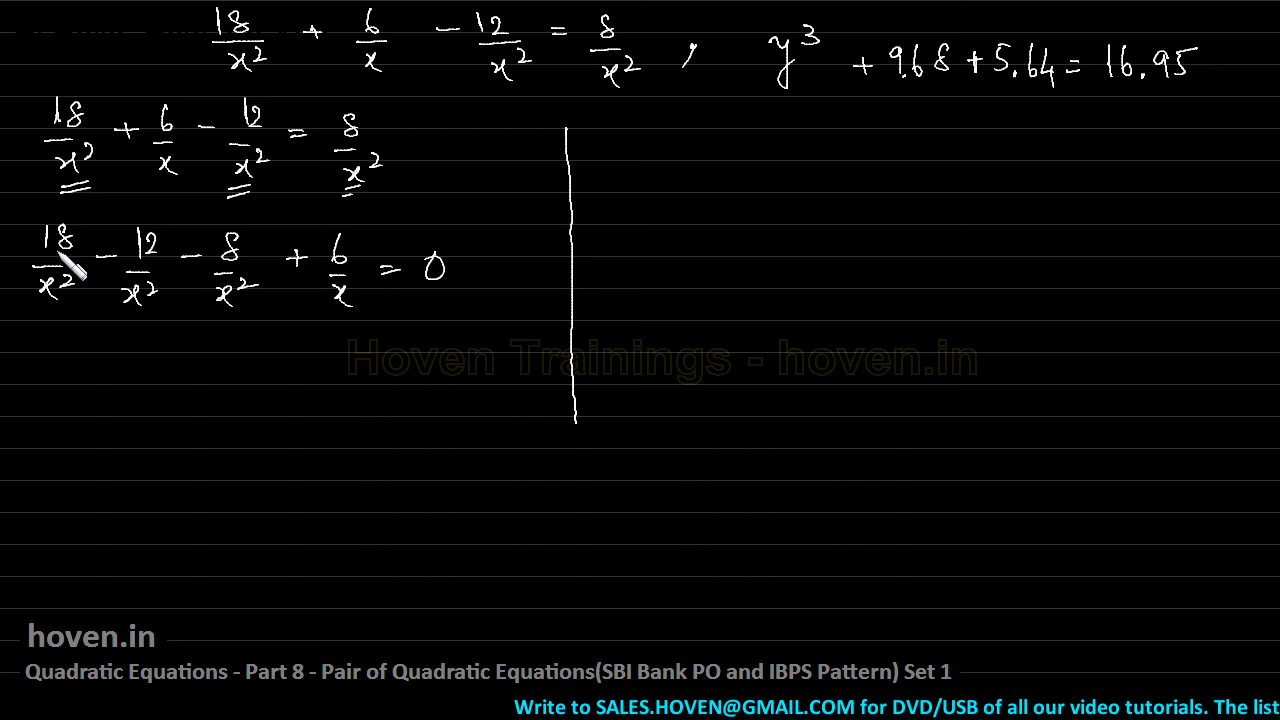 18/x² + 6/x - 12/x² = 8/x² , y³ + 9.68 + 5.64 = 16.95
18/x² + 6/x - 12/x² = 8/x²
18/x² - 12/x² - 8/x² + 6/x = 0
Hoven Trainings - hoven.in
hoven.in
Quadratic Equations - Part 8 - Pair of Quadratic Equations(SBI Bank PO and IBPS Pattern) Set 1
Write to SALES.HOVEN@GMAIL.COM for DVD/USB of all our video tutorials. The list